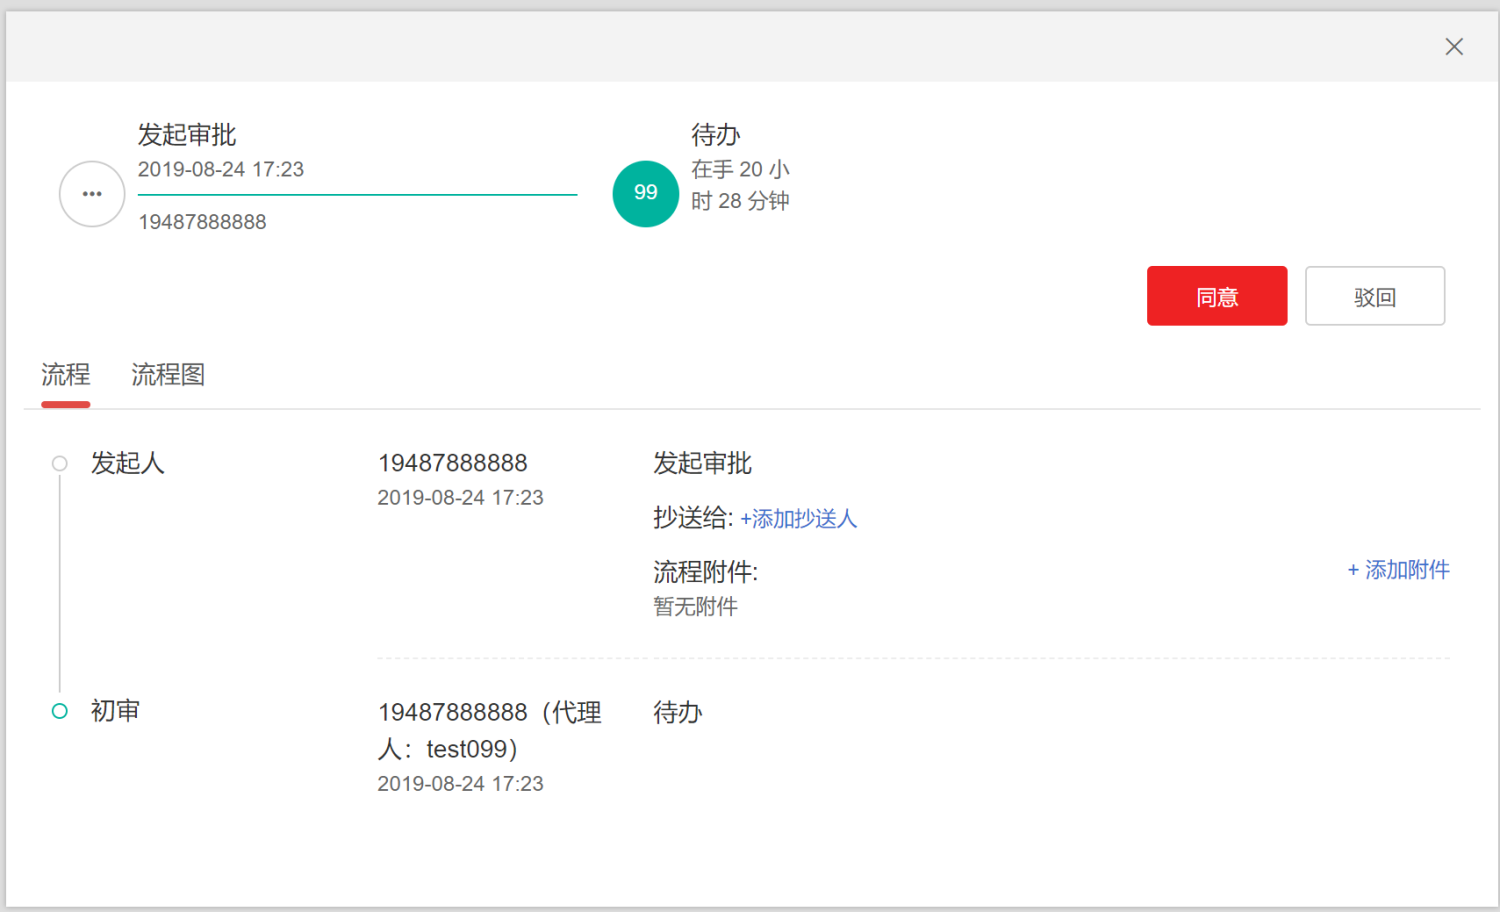 发起审批
2019-08-24 17:23
19487888888
99
待办
在手 20 小
时 28 分钟
同意
驳回
流程
流程图
发起人
19487888888
2019-08-24 17:23
发起审批
抄送给: +添加抄送人
流程附件:
+ 添加附件
暂无附件
初审
19487888888（代理
人：test099）
2019-08-24 17:23
待办